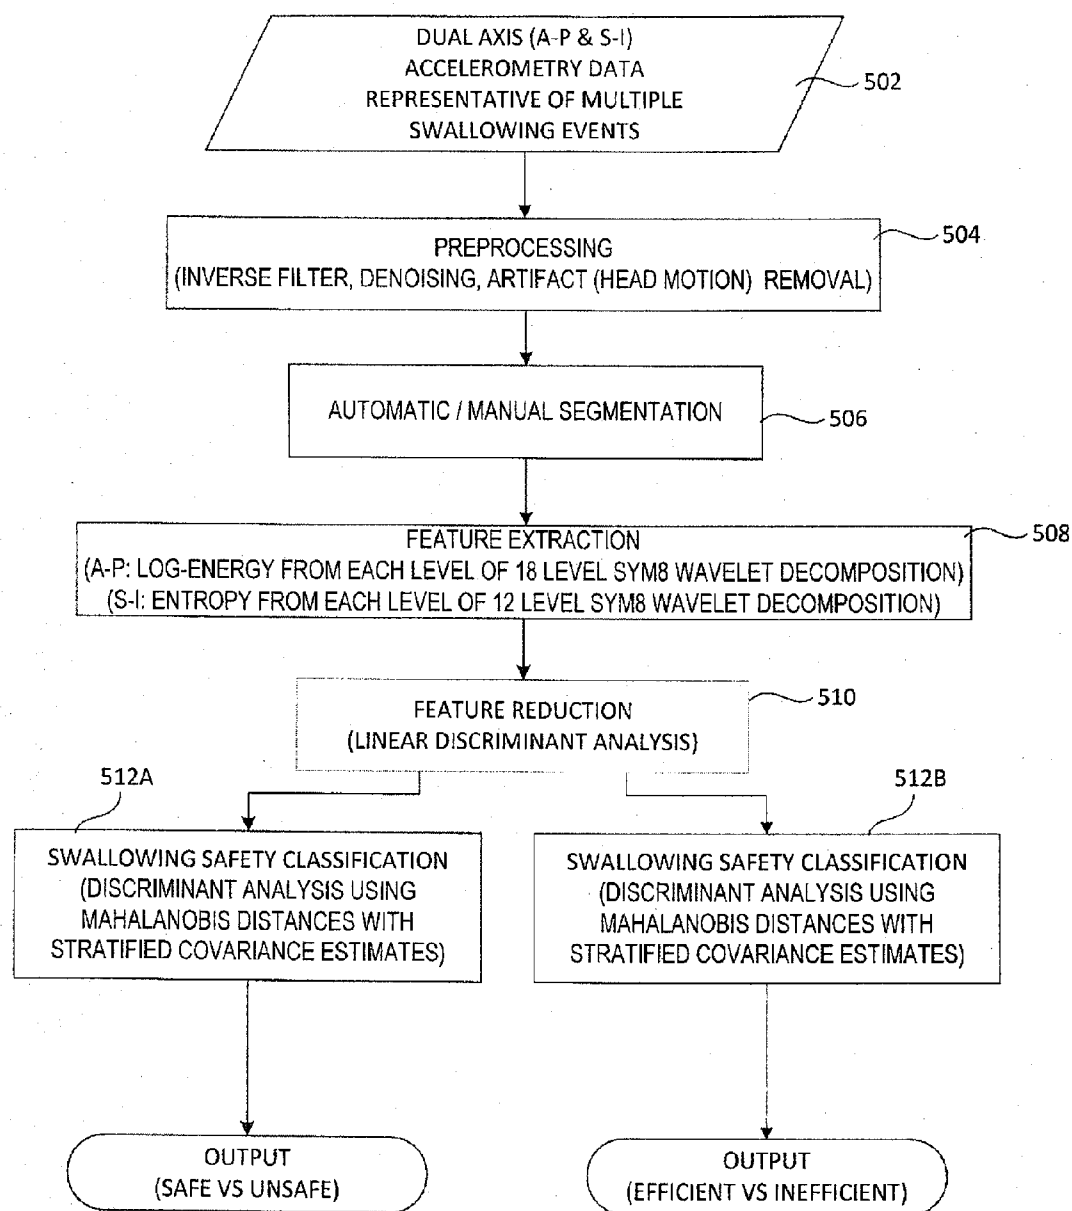 DUAL AXIS (A-P & S-I)
ACCELEROMETRY DATA
REPRESENTATIVE OF MULTIPLE
SWALLOWING EVENTS
502
PREPROCESSING
(INVERSE FILTER, DENOISING, ARTIFACT (HEAD MOTION) REMOVAL)
504
AUTOMATIC / MANUAL SEGMENTATION
506
FEATURE EXTRACTION
(A-P: LOG-ENERGY FROM EACH LEVEL OF 18 LEVEL SYM8 WAVELET DECOMPOSITION)
(S-I: ENTROPY FROM EACH LEVEL OF 12 LEVEL SYM8 WAVELET DECOMPOSITION)
508
FEATURE REDUCTION
(LINEAR DISCRIMINANT ANALYSIS)
510
512A
SWALLOWING SAFETY CLASSIFICATION
(DISCRIMINANT ANALYSIS USING
MAHALANOBIS DISTANCES WITH
STRATIFIED COVARIANCE ESTIMATES)
512B
SWALLOWING SAFETY CLASSIFICATION
(DISCRIMINANT ANALYSIS USING
MAHALANOBIS DISTANCES WITH
STRATIFIED COVARIANCE ESTIMATES)
OUTPUT
(SAFE VS UNSAFE)
OUTPUT
(EFFICIENT VS INEFFICIENT)